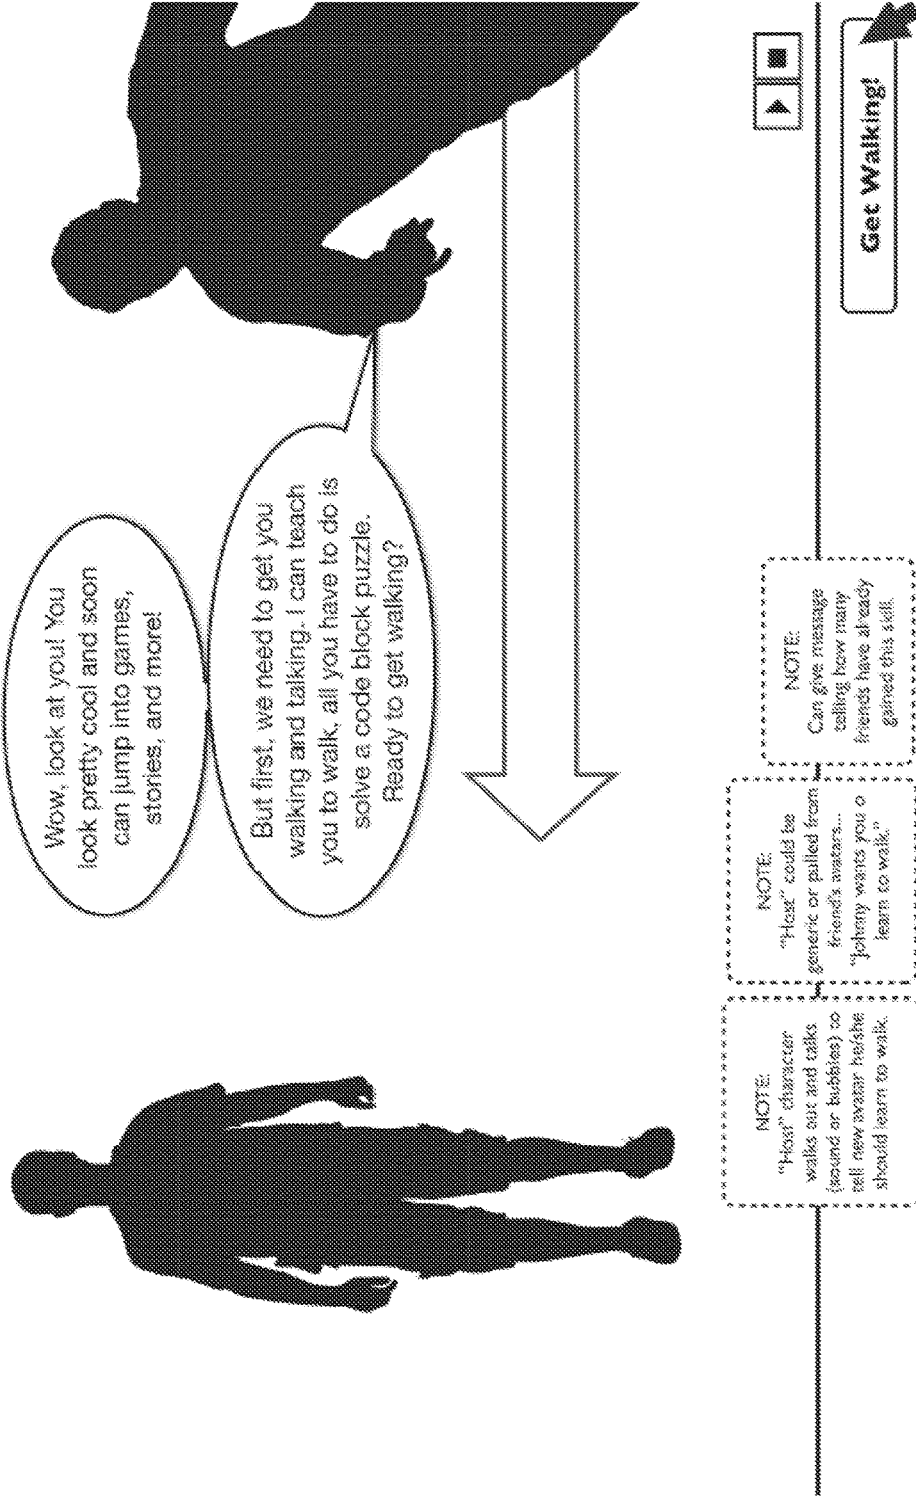 Wow, look at you! You
look pretty cool and soon
can jump into games,
stories, and more!
But first, we need to get you
walking and talking. I can teach
you to walk, all you have to do is
solve a code block puzzle.
Ready to get walking?
NOTE:
"Host" character
walks out and talks
(sound or bubbles) to
tell new avatar he/she
should learn to walk.
NOTE:
"Host" could be
generic or pulled from
friend's avatars...
"Johnny wants you o
learn to walk."
NOTE:
Can give message
telling how many
friends have already
gained this skill.
Get Walking!